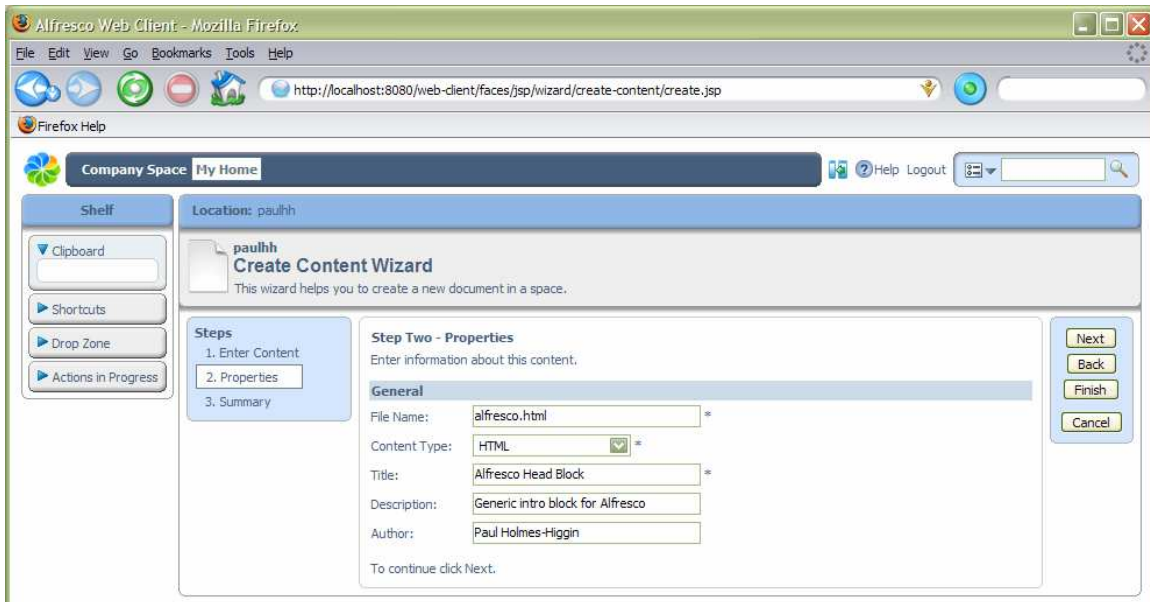 Alfresco Web Client - Mozilla Firefox
File Edit View Go Bookmarks Tools Help
http://localhost:8080/web-client/faces/jsp/wizard/create-content/create.jsp
Firefox Help
Company Space My Home Help Logout
Shelf
Location: paulhh
Clipboard
Shortcuts
Drop Zone
Actions in Progress
paulhh
Create Content Wizard
This wizard helps you to create a new document in a space.
Steps
1. Enter Content
2. Properties
3. Summary
Step Two - Properties
Enter information about this content.
General
File Name: alfresco.html *
Content Type: HTML *
Title: Alfresco Head Block *
Description: Generic intro block for Alfresco
Author: Paul Holmes-Higgin
To continue click Next.
Next
Back
Finish
Cancel